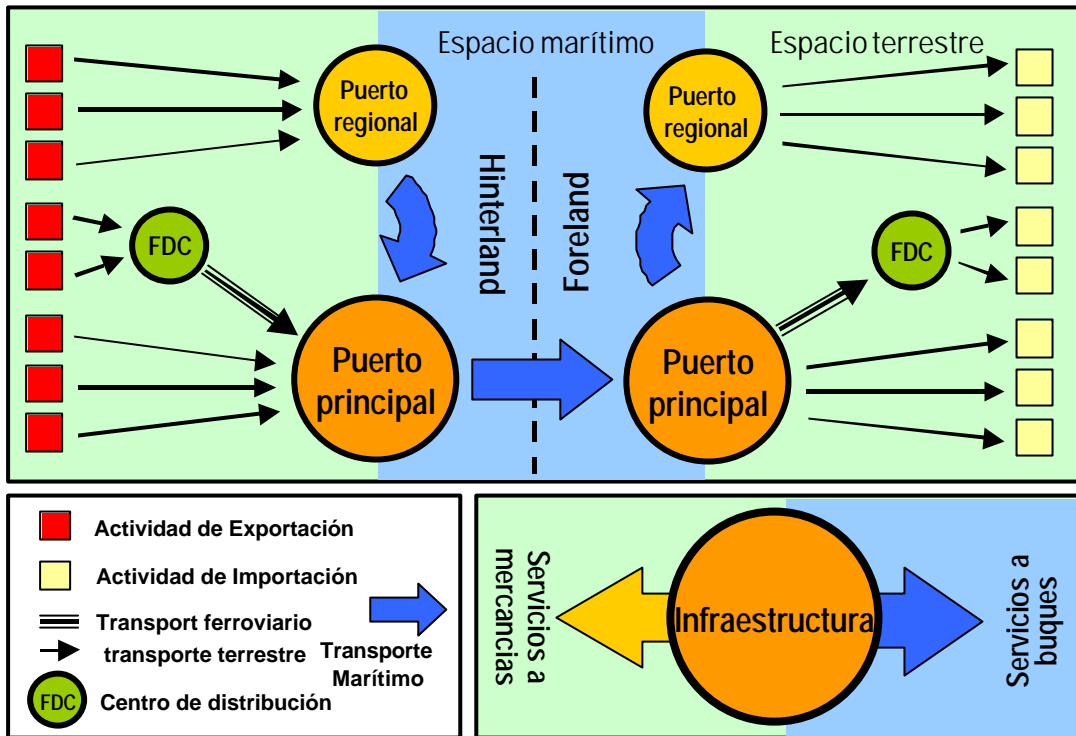 Espacio marítimo
Espacio terrestre
Puerto
regional
Puerto
regional
Hinterland
Foreland
FDC
FDC
Puerto
principal
Puerto
principal
Actividad de Exportación
Actividad de Importación
Transport ferroviario
transporte terrestre
Transporte
Marítimo
FDC
Centro de distribución
Servicios a
mercancias
Infraestructura
Servicios a
buques